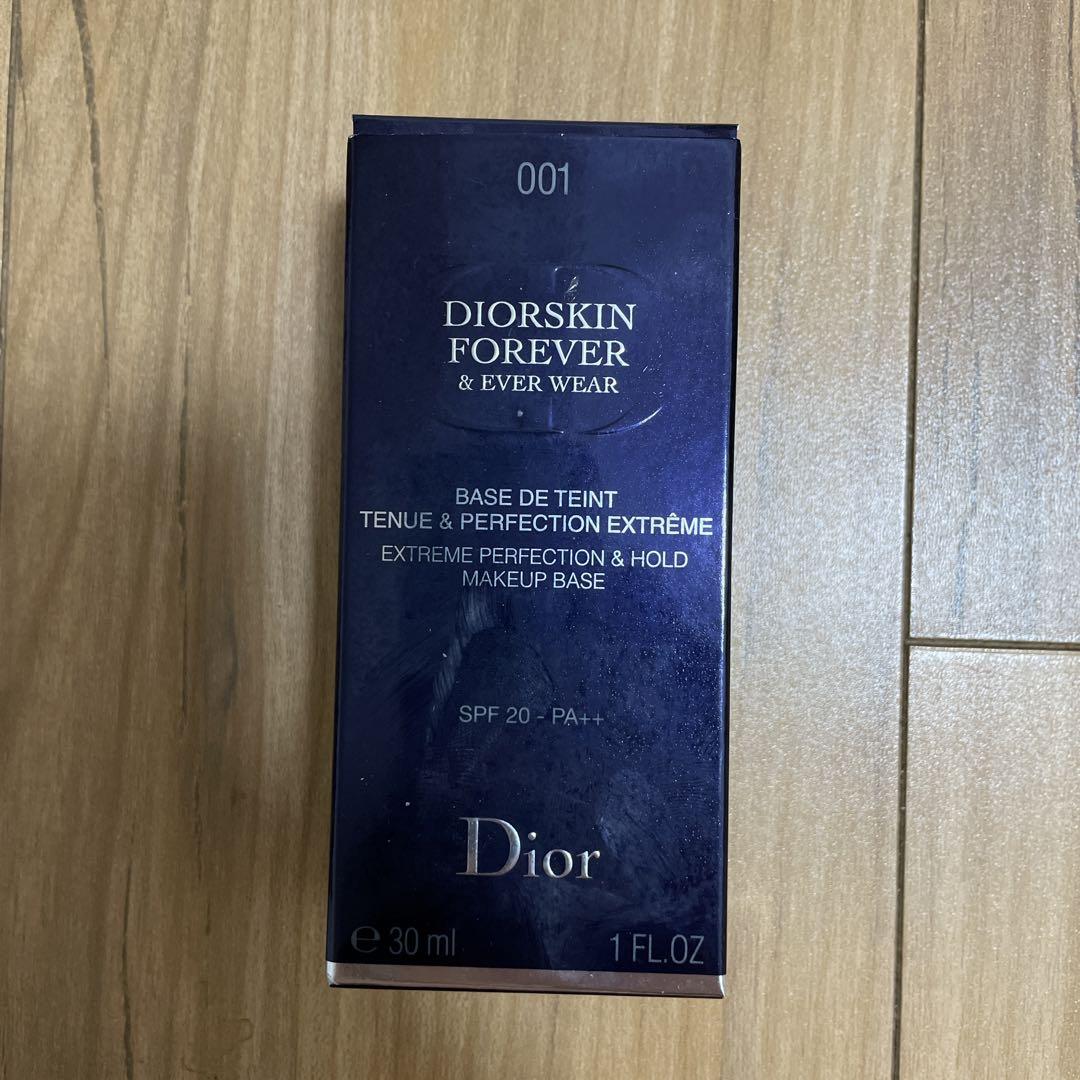 001
DIORSKIN
FOREVER
& EVER WEAR
BASE DE TEINT
TENUE & PERFECTION EXTRÊME
EXTREME PERFECTION & HOLD
MAKEUP BASE
SPF 20 - PA++
Dior
℮ 30 ml 1 FL.OZ